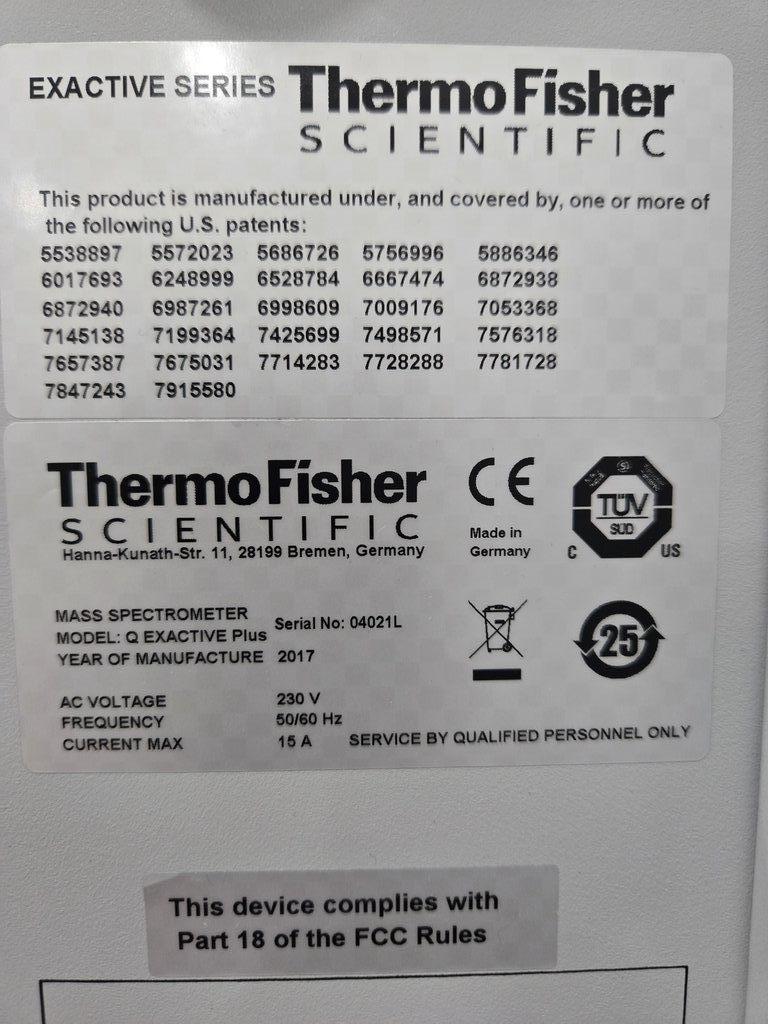 EXACTIVE SERIES ThermoFisher
SCIENTIFIC
This product is manufactured under, and covered by, one or more of
the following U.S. patents:
5538897 5572023 5686726 5756996 5886346
6017693 6248999 6528784 6667474 6872938
6872940 6987261 6998609 7009176 7053368
7145138 7199364 7425699 7498571 7576318
7657387 7675031 7714283 7728288 7781728
7847243 7915580
ThermoFisher
SCIENTIFIC
Hanna-Kunath-Str. 11, 28199 Bremen, Germany
CE
Made in
Germany
TÜV
SÜD
C US
MASS SPECTROMETER
MODEL: Q EXACTIVE Plus Serial No: 04021L
YEAR OF MANUFACTURE 2017
25
AC VOLTAGE 230 V
FREQUENCY 50/60 Hz
CURRENT MAX 15 A SERVICE BY QUALIFIED PERSONNEL ONLY
This device complies with
Part 18 of the FCC Rules